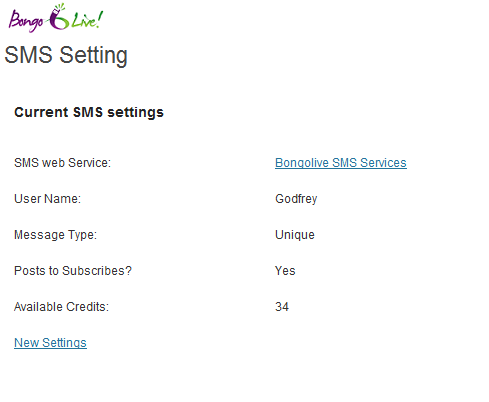 Bongo Live!
SMS Setting
Current SMS settings
SMS web Service: Bongolive SMS Services
User Name: Godfrey
Message Type: Unique
Posts to Subscribes? Yes
Available Credits: 34
New Settings